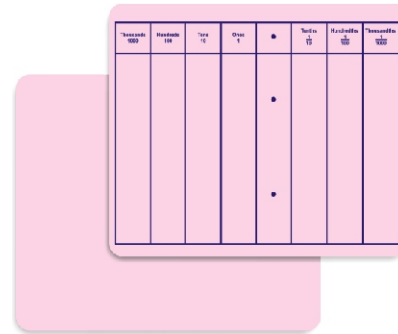 Thousands Hundreds Tens Ones • Tenths Hundredths Thousandths
1000 100 10 1 1/10 1/100 1/1000